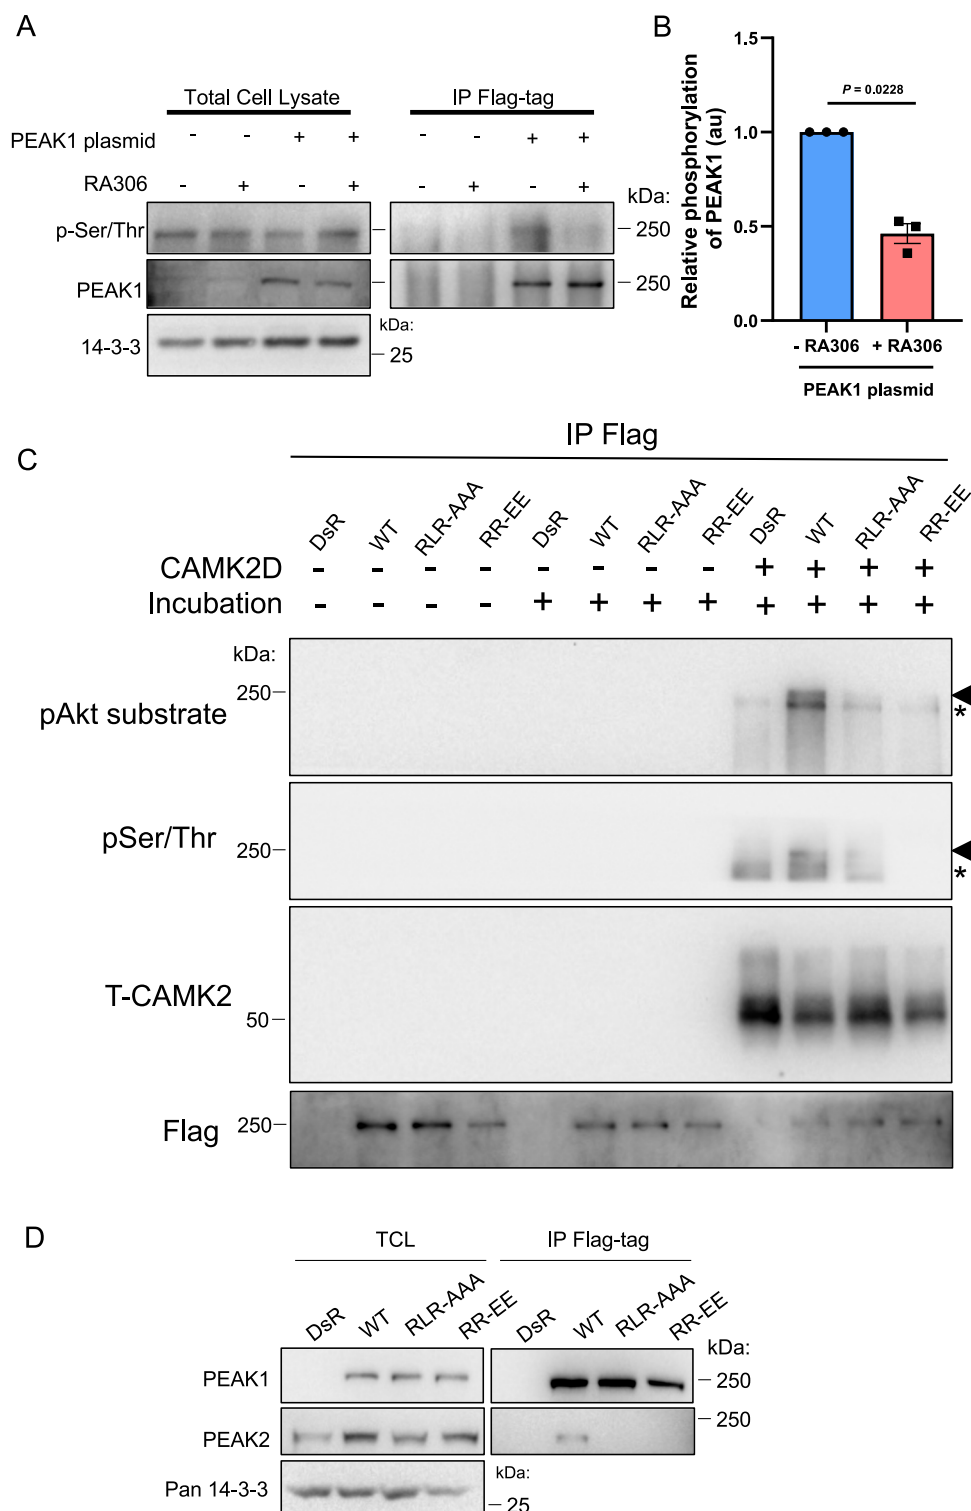 A
Total Cell Lysate
IP Flag-tag
PEAK1 plasmid - - + + - - + +
RA306 - + - + - + - +
kDa:
p-Ser/Thr
250
PEAK1
250
14-3-3
kDa:
25
B
Relative phosphorylation of PEAK1 (au)
1.5
1.0
0.5
0.0
P = 0.0228
- RA306 + RA306
PEAK1 plasmid
C
IP Flag
DsR WT RLR-AAA RR-EE DsR WT RLR-AAA RR-EE DsR WT RLR-AAA RR-EE
CAMK2D - - - - - - - - + + + +
Incubation - - - - + + + + + + + +
kDa:
pAkt substrate
250
*
pSer/Thr
250
*
T-CAMK2
50
Flag
250
D
TCL
IP Flag-tag
DsR WT RLR-AAA RR-EE DsR WT RLR-AAA RR-EE
kDa:
PEAK1
250
PEAK2
250
Pan 14-3-3
kDa:
25